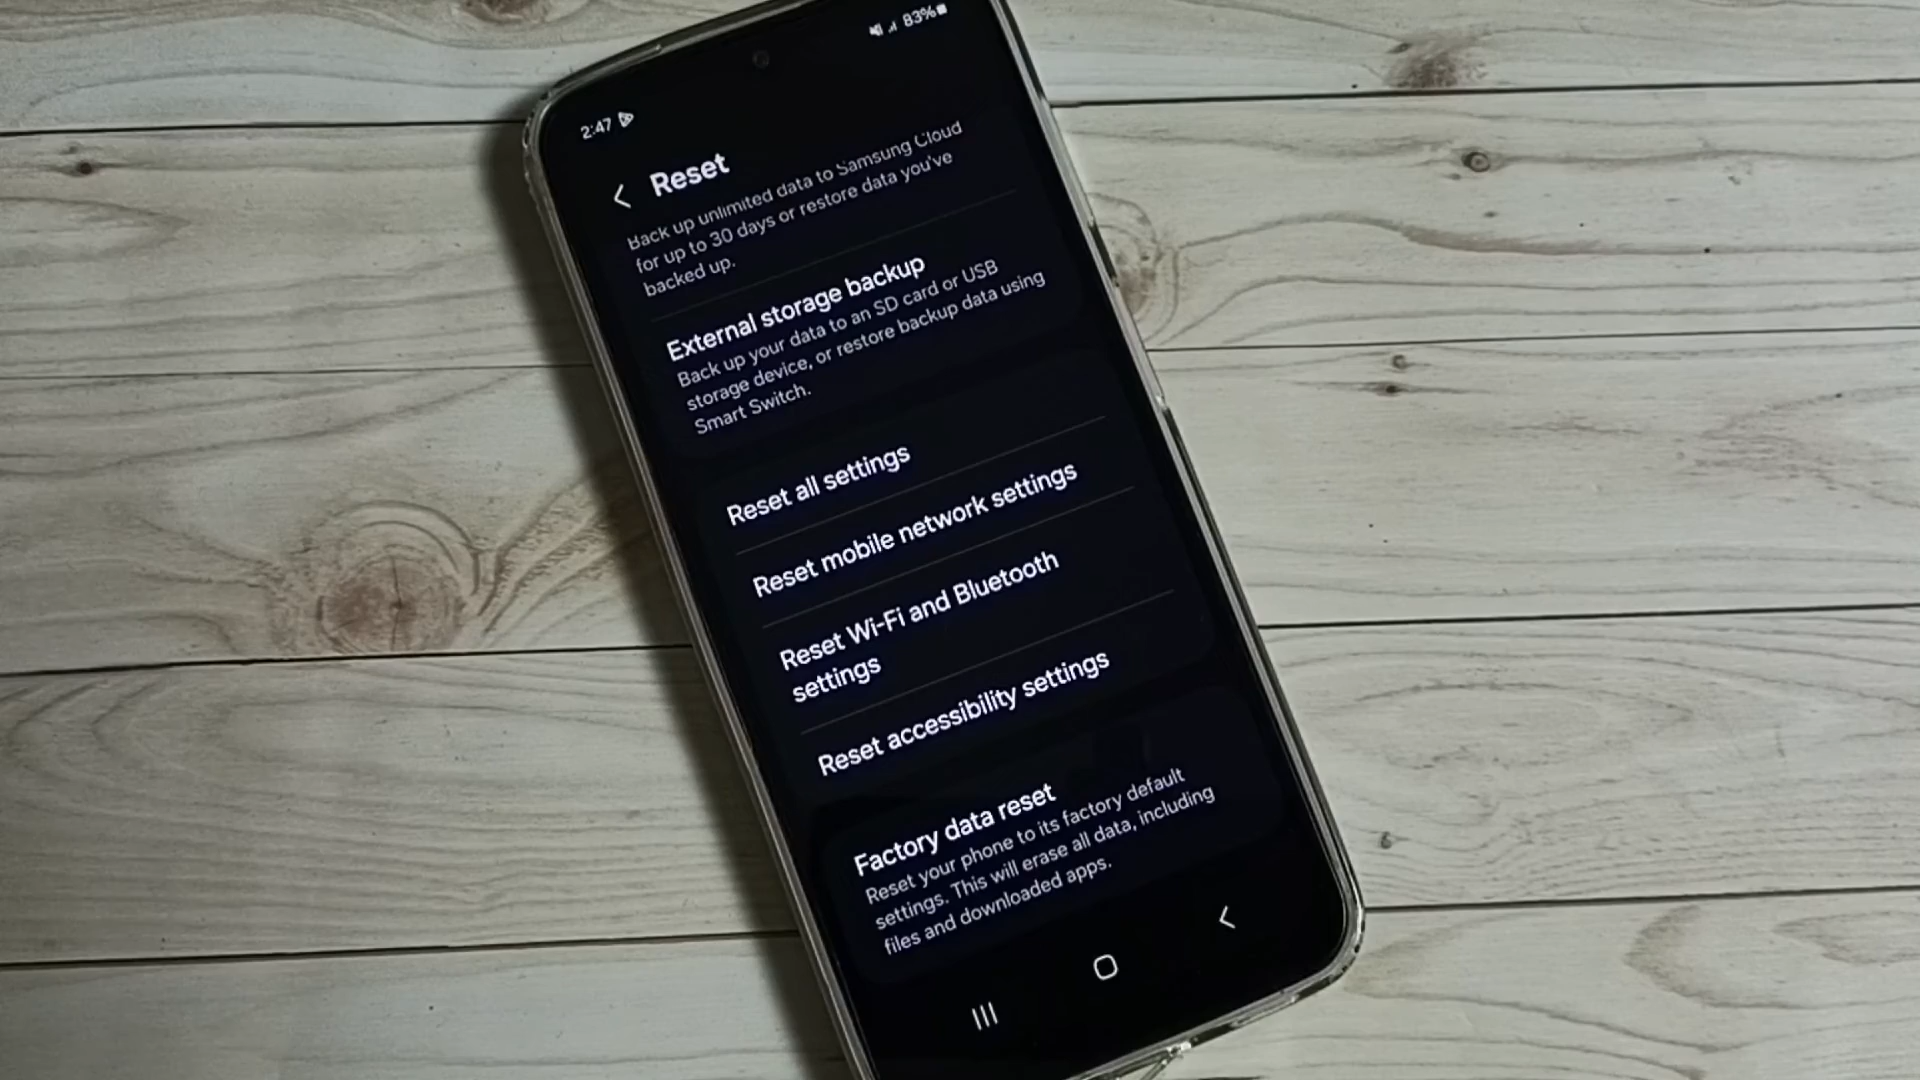 2:47
83%
Reset
Back up unlimited data to Samsung Cloud
for up to 30 days or restore data you've
backed up.
External storage backup
Back up your data to an SD card or USB
storage device, or restore backup data using
Smart Switch.
Reset all settings
Reset mobile network settings
Reset Wi-Fi and Bluetooth
settings
Reset accessibility settings
Factory data reset
Reset your phone to its factory default
settings. This will erase all data, including
files and downloaded apps.